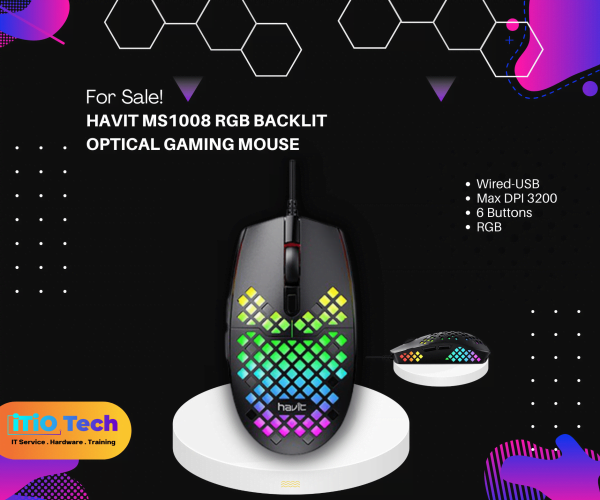 For Sale!
HAVIT MS1008 RGB BACKLIT
OPTICAL GAMING MOUSE
• Wired-USB
• Max DPI 3200
• 6 Buttons
• RGB
havit
iTiO Tech
IT Service . Hardware . Training